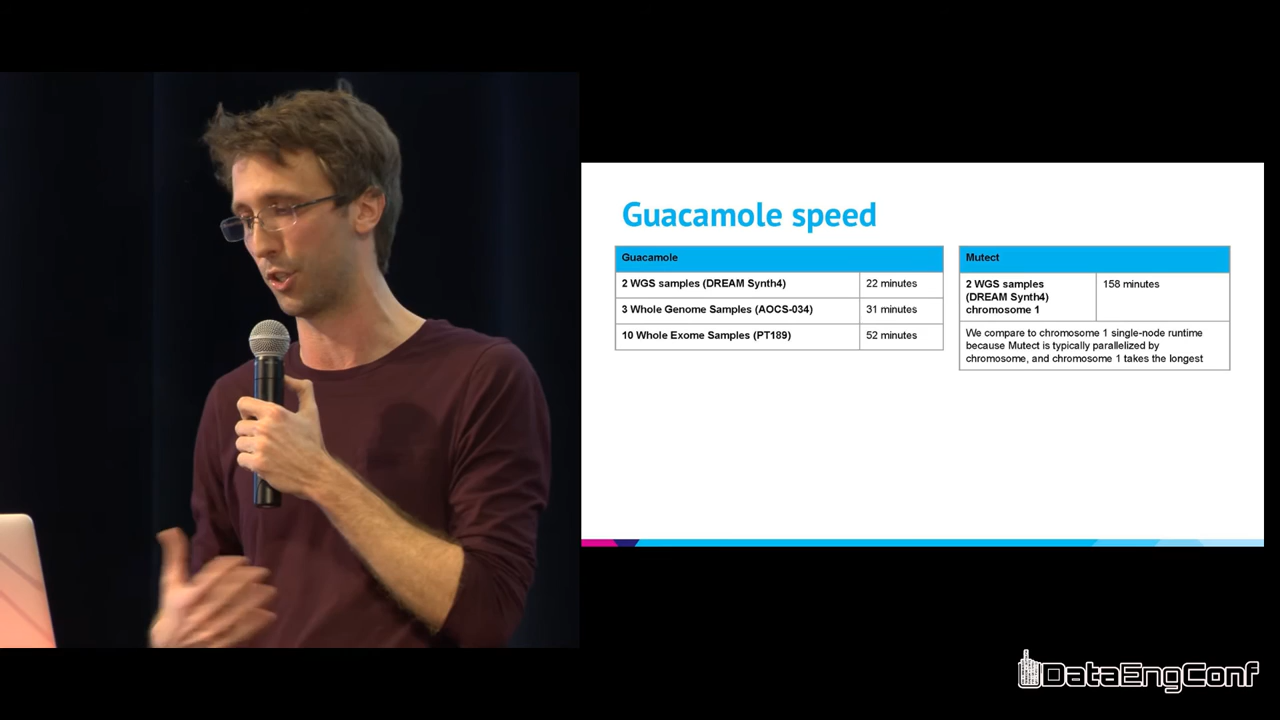 Guacamole speed
Guacamole
2 WGS samples (DREAM Synth4) 22 minutes
3 Whole Genome Samples (AOCS-034) 31 minutes
10 Whole Exome Samples (PT189) 52 minutes
Mutect
2 WGS samples 158 minutes
(DREAM Synth4)
chromosome 1
We compare to chromosome 1 single-node runtime
because Mutect is typically parallelized by
chromosome, and chromosome 1 takes the longest
DataEngConf